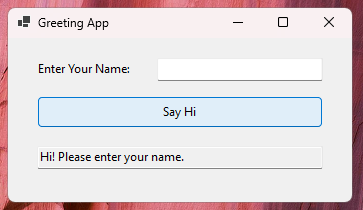 Greeting App
Enter Your Name:
Say Hi
Hi! Please enter your name.